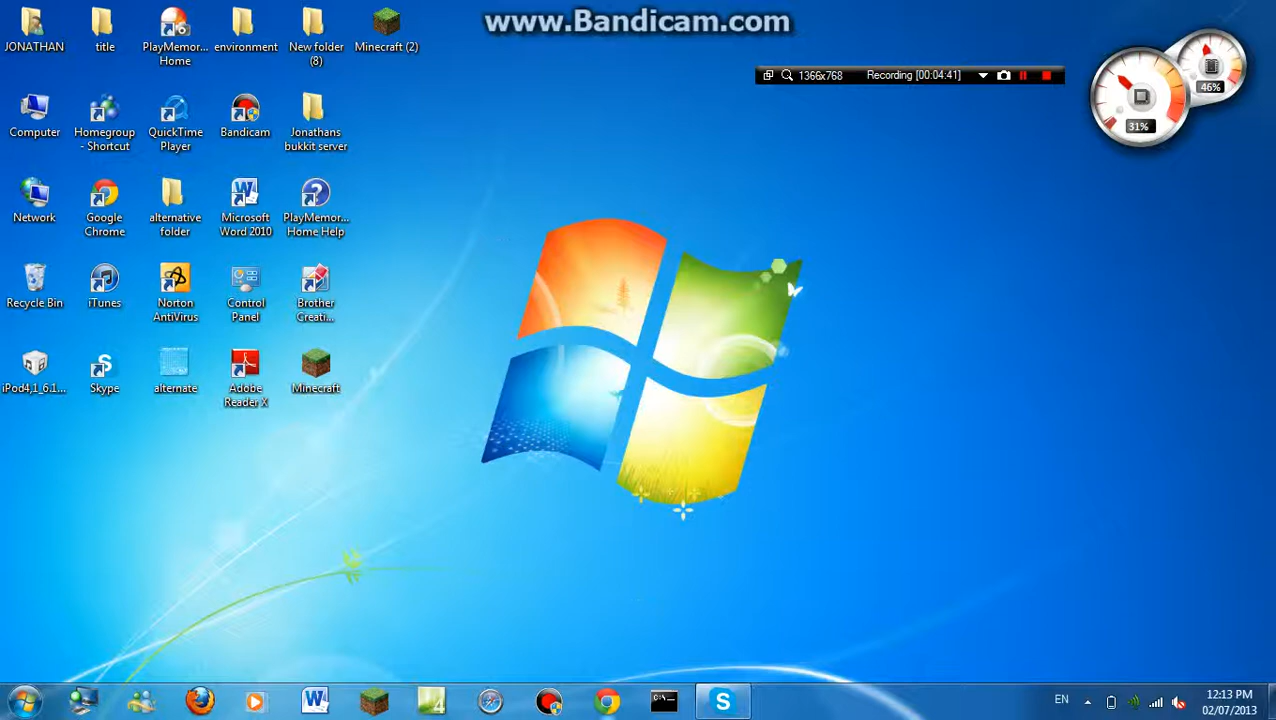 www.Bandicam.com
1366x768
Recording [00:04:41]
46%
31%
JONATHAN
title
PlayMemor...
Home
environment
New folder
(8)
Minecraft (2)
Computer
Homegroup
- Shortcut
QuickTime
Player
Bandicam
Jonathans
bukkit server
Network
Google
Chrome
alternative
folder
Microsoft
Word 2010
PlayMemor...
Home Help
Recycle Bin
iTunes
Norton
AntiVirus
Control
Panel
Brother
Creati...
iPod4,1_6.1...
Skype
alternate
Adobe
Reader X
Minecraft
EN
12:13 PM
02/07/2013